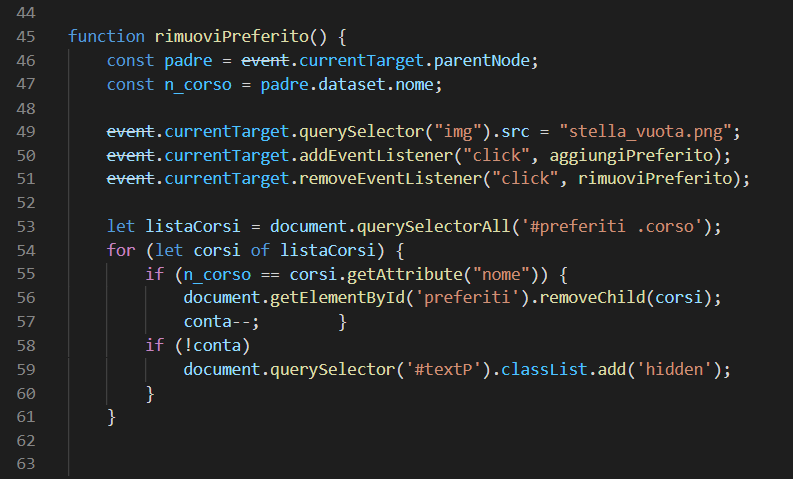 44
45 function rimuoviPreferito() {
46 const padre = event.currentTarget.parentNode;
47 const n_corso = padre.dataset.nome;
48
49 event.currentTarget.querySelector("img").src = "stella_vuota.png";
50 event.currentTarget.addEventListener("click", aggiungiPreferito);
51 event.currentTarget.removeEventListener("click", rimuoviPreferito);
52
53 let listaCorsi = document.querySelectorAll('#preferiti .corso');
54 for (let corsi of listaCorsi) {
55 if (n_corso == corsi.getAttribute("nome")) {
56 document.getElementById('preferiti').removeChild(corsi);
57 conta--; }
58 if (!conta)
59 document.querySelector('#textP').classList.add('hidden');
60 }
61 }
62
63